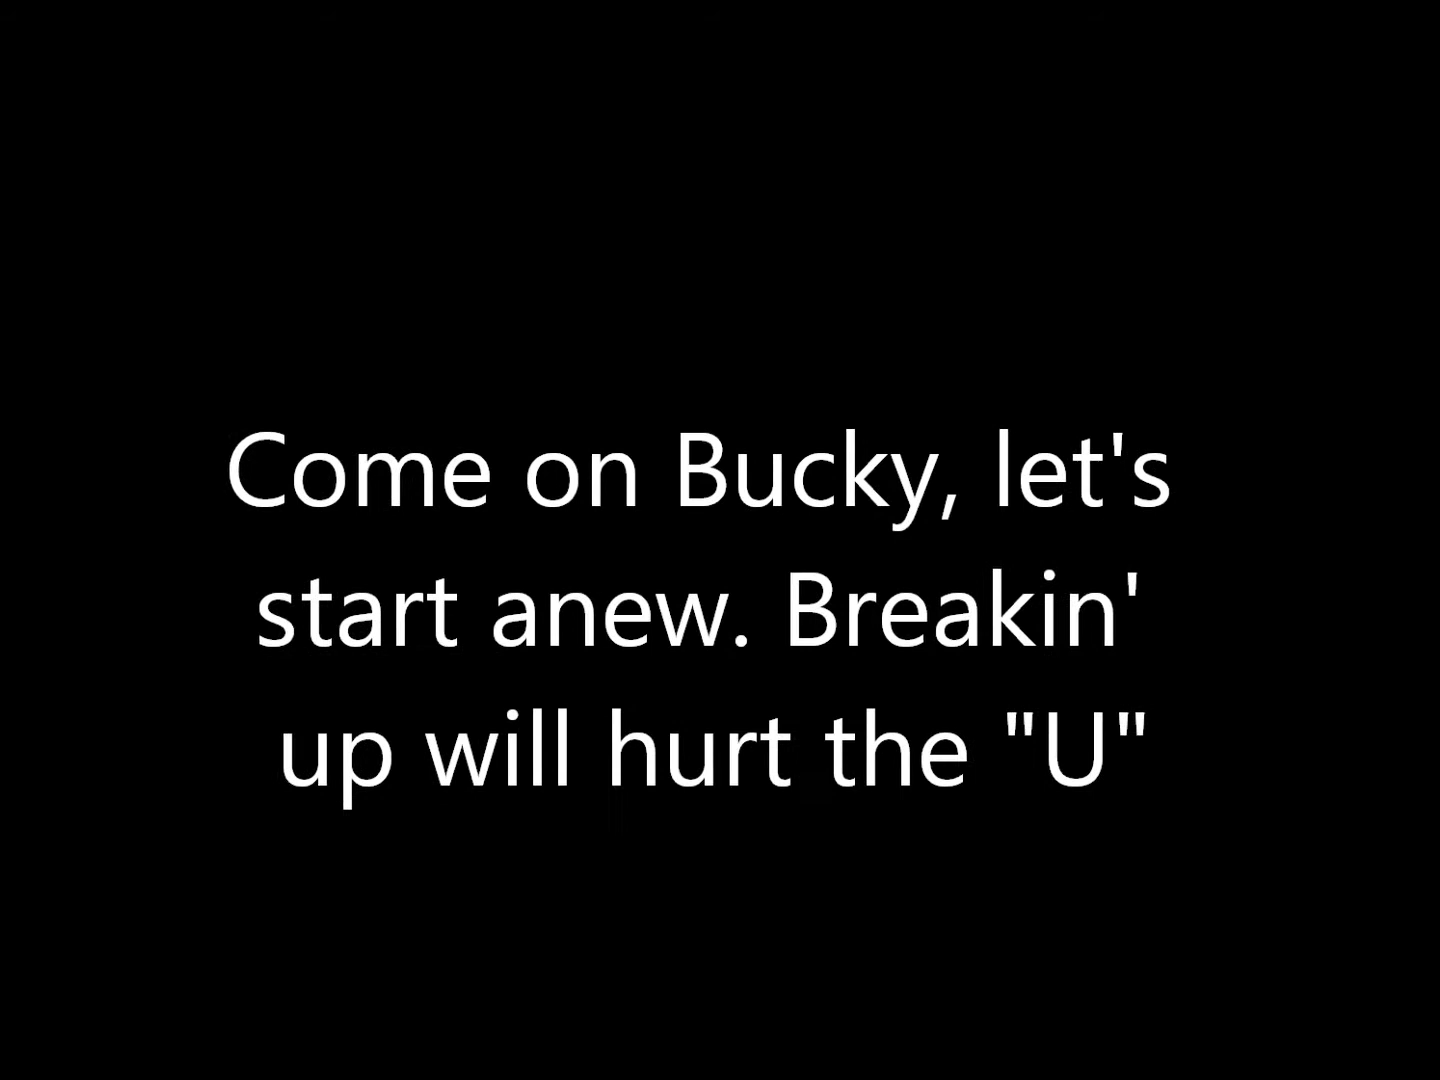 Come on Bucky, let's
start anew. Breakin'
up will hurt the "U"